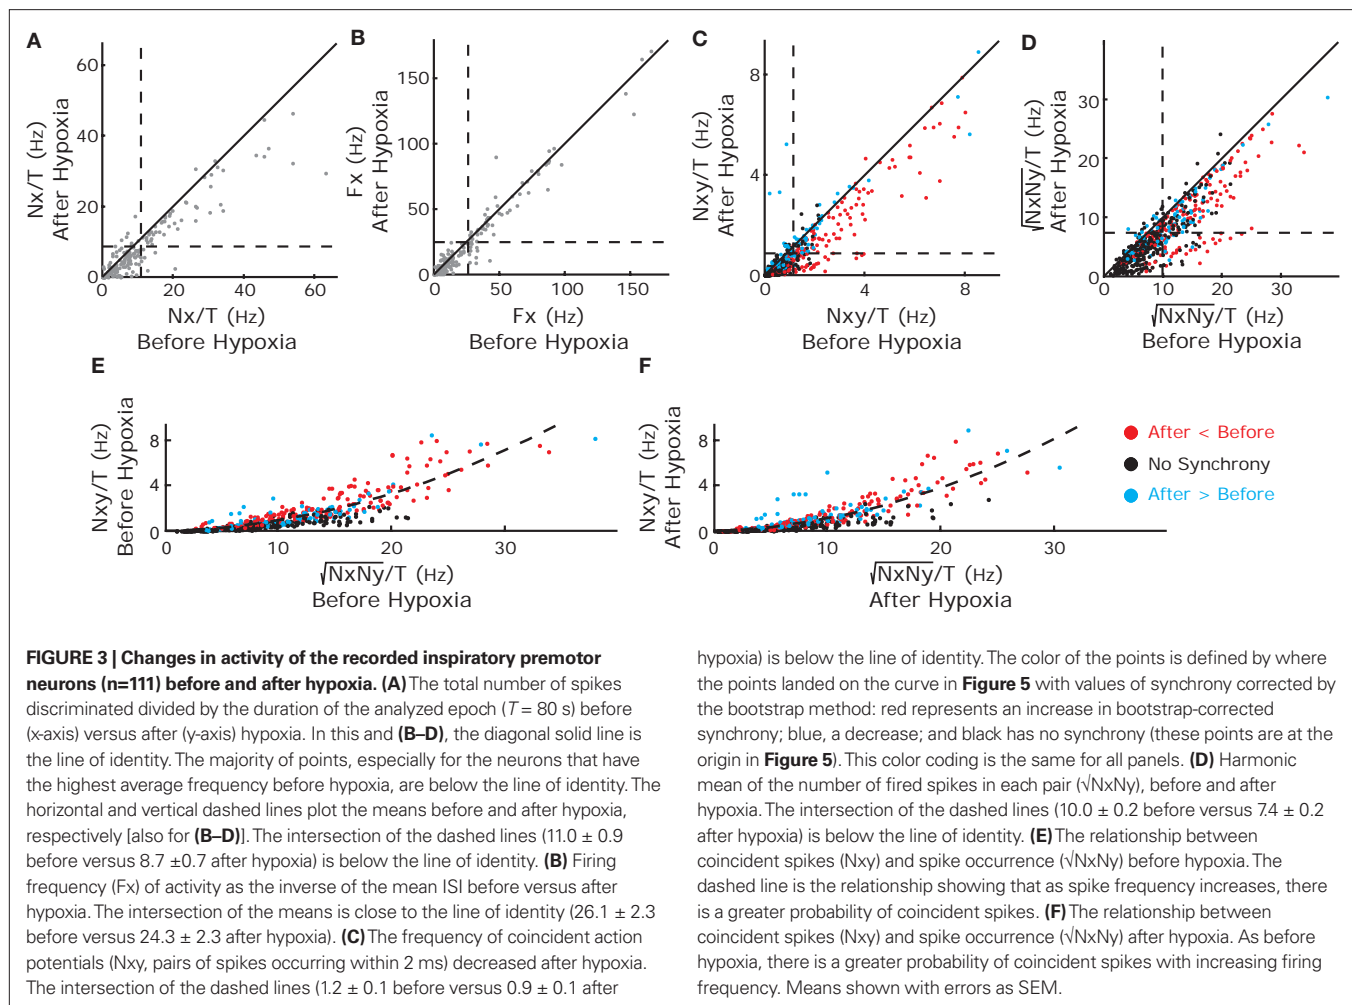 A
60
40
20
0
0
20
40
60
Nx/T (Hz)
After Hypoxia
Nx/T (Hz)
Before Hypoxia
B
150
100
50
0
0
50
100
150
Fx (Hz)
After Hypoxia
Fx (Hz)
Before Hypoxia
C
8
4
0
0
4
8
Nxy/T (Hz)
After Hypoxia
Nxy/T (Hz)
Before Hypoxia
D
30
20
10
0
0
10
20
30
√NxNy/T (Hz)
After Hypoxia
√NxNy/T (Hz)
Before Hypoxia
E
8
4
0
0
10
20
30
Nxy/T (Hz)
Before Hypoxia
√NxNy/T (Hz)
Before Hypoxia
F
8
4
0
0
10
20
30
Nxy/T (Hz)
After Hypoxia
√NxNy/T (Hz)
After Hypoxia
After < Before
No Synchrony
After > Before
FIGURE 3 | Changes in activity of the recorded inspiratory premotor
neurons (n=111) before and after hypoxia. (A) The total number of spikes
discriminated divided by the duration of the analyzed epoch (T = 80 s) before
(x-axis) versus after (y-axis) hypoxia. In this and (B–D), the diagonal solid line is
the line of identity. The majority of points, especially for the neurons that have
the highest average frequency before hypoxia, are below the line of identity. The
horizontal and vertical dashed lines plot the means before and after hypoxia,
respectively [also for (B–D)]. The intersection of the dashed lines (11.0 ± 0.9
before versus 8.7 ±0.7 after hypoxia) is below the line of identity. (B) Firing
frequency (Fx) of activity as the inverse of the mean ISI before versus after
hypoxia. The intersection of the means is close to the line of identity (26.1 ± 2.3
before versus 24.3 ± 2.3 after hypoxia). (C) The frequency of coincident action
potentials (Nxy, pairs of spikes occurring within 2 ms) decreased after hypoxia.
The intersection of the dashed lines (1.2 ± 0.1 before versus 0.9 ± 0.1 after
hypoxia) is below the line of identity. The color of the points is defined by where
the points landed on the curve in Figure 5 with values of synchrony corrected by
the bootstrap method: red represents an increase in bootstrap-corrected
synchrony; blue, a decrease; and black has no synchrony (these points are at the
origin in Figure 5). This color coding is the same for all panels. (D) Harmonic
mean of the number of fired spikes in each pair (√NxNy), before and after
hypoxia. The intersection of the dashed lines (10.0 ± 0.2 before versus 7.4 ± 0.2
after hypoxia) is below the line of identity. (E) The relationship between
coincident spikes (Nxy) and spike occurrence (√NxNy) before hypoxia. The
dashed line is the relationship showing that as spike frequency increases, there
is a greater probability of coincident spikes. (F) The relationship between
coincident spikes (Nxy) and spike occurrence (√NxNy) after hypoxia. As before
hypoxia, there is a greater probability of coincident spikes with increasing firing
frequency. Means shown with errors as SEM.